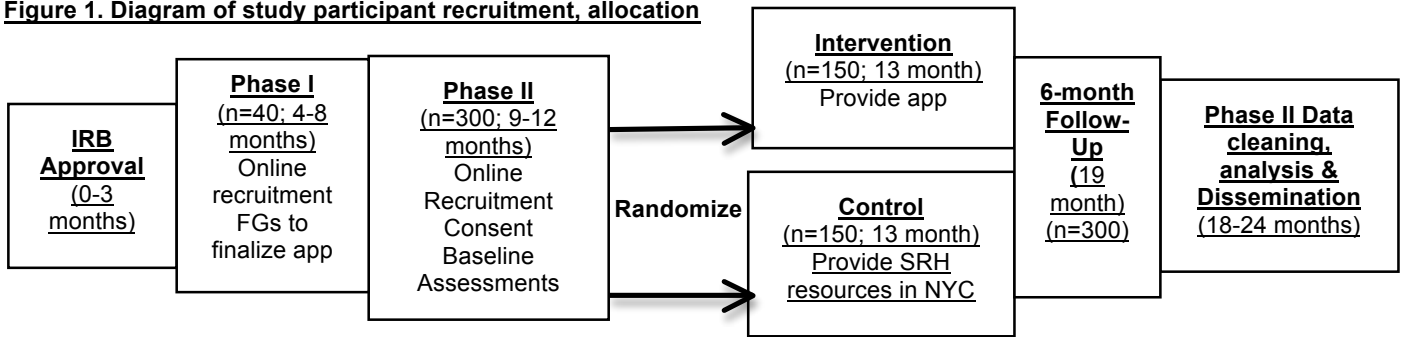 Figure 1. Diagram of study participant recruitment, allocation
IRB
Approval
(0-3
months)
Phase I
(n=40; 4-8
months)
Online
recruitment
FGs to
finalize app
Phase II
(n=300; 9-12
months)
Online
Recruitment
Consent
Baseline
Assessments
Randomize
Intervention
(n=150; 13 month)
Provide app
Control
(n=150; 13 month)
Provide SRH
resources in NYC
6-month
Follow-
Up
(19
month)
(n=300)
Phase II Data
cleaning,
analysis &
Dissemination
(18-24 months)